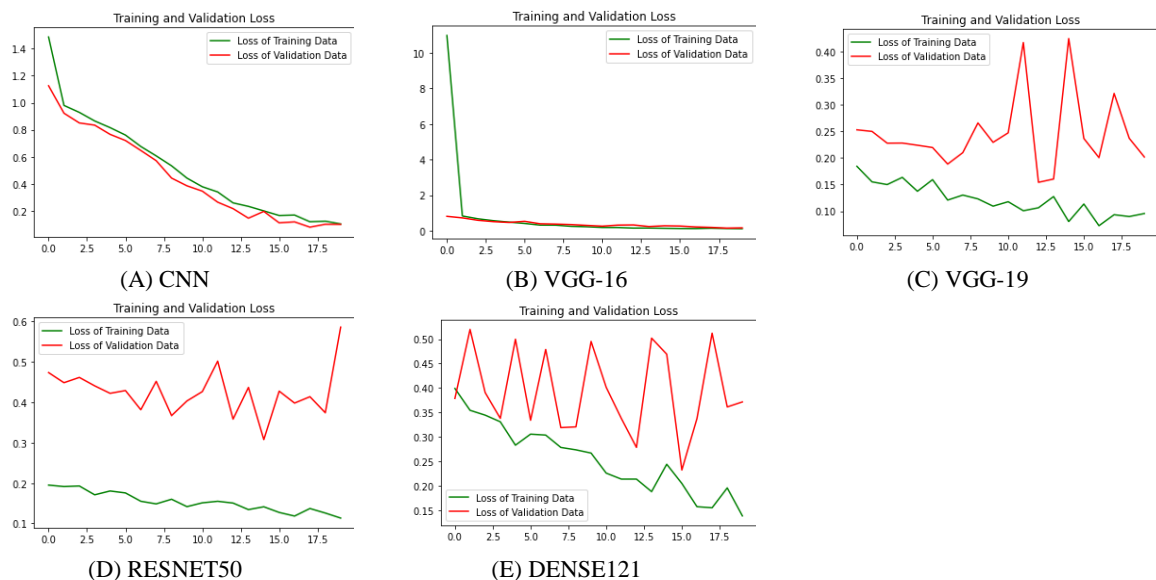 Training and Validation Loss
Loss of Training Data
Loss of Validation Data
1.4
1.2
1.0
0.8
0.6
0.4
0.2
0.0 2.5 5.0 7.5 10.0 12.5 15.0 17.5
(A) CNN
Training and Validation Loss
Loss of Training Data
Loss of Validation Data
10
8
6
4
2
0
0.0 2.5 5.0 7.5 10.0 12.5 15.0 17.5
(B) VGG-16
Training and Validation Loss
Loss of Training Data
Loss of Validation Data
0.40
0.35
0.30
0.25
0.20
0.15
0.10
0.0 2.5 5.0 7.5 10.0 12.5 15.0 17.5
(C) VGG-19
Training and Validation Loss
0.6
Loss of Training Data
Loss of Validation Data
0.5
0.4
0.3
0.2
0.1
0.0 2.5 5.0 7.5 10.0 12.5 15.0 17.5
(D) RESNET50
Training and Validation Loss
0.50
0.45
0.40
0.35
0.30
0.25
0.20
0.15
Loss of Training Data
Loss of Validation Data
0.0 2.5 5.0 7.5 10.0 12.5 15.0 17.5
(E) DENSE121